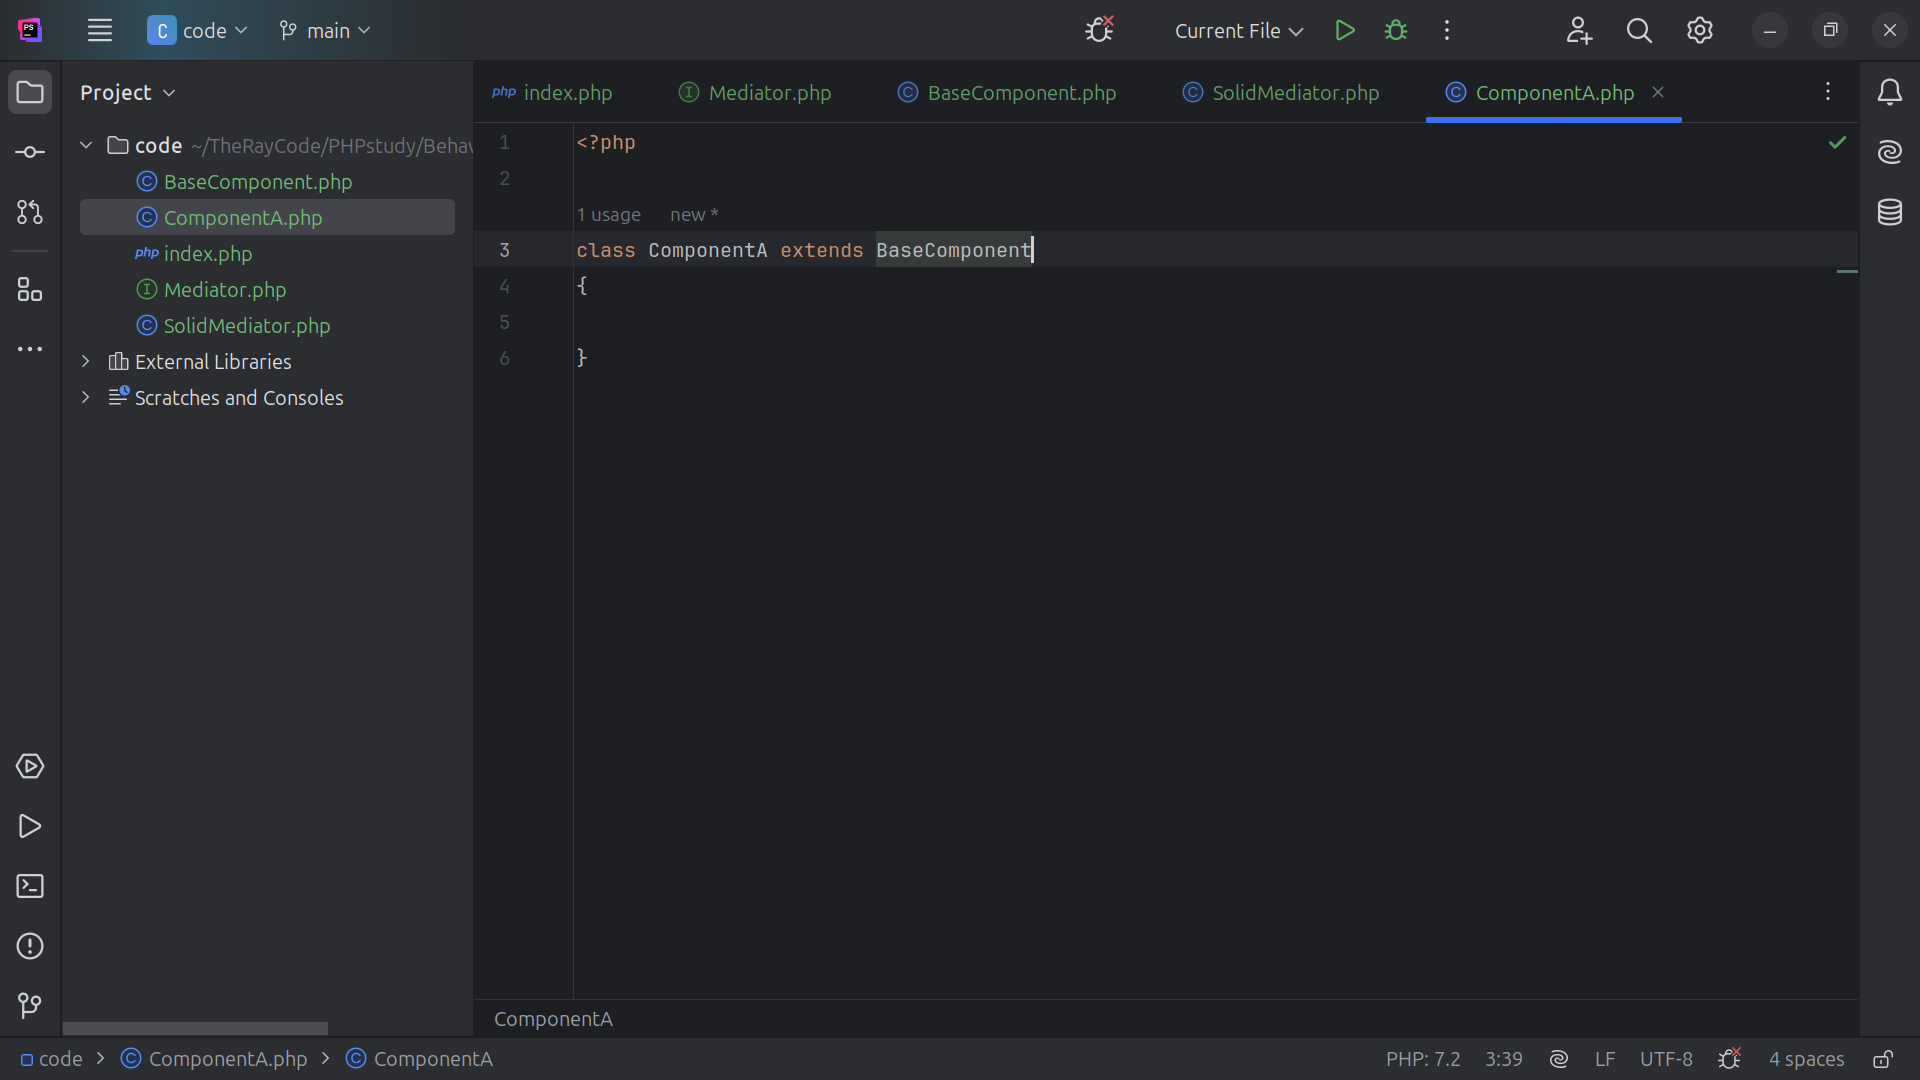 PS
C code main
Current File
Project
php index.php
Mediator.php
BaseComponent.php
SolidMediator.php
ComponentA.php
code ~/TheRayCode/PHPstudy/Behav
BaseComponent.php
ComponentA.php
php index.php
Mediator.php
SolidMediator.php
External Libraries
Scratches and Consoles
1 <?php
2
1 usage new *
3 class ComponentA extends BaseComponent
4 {
5
6 }
ComponentA
code > ComponentA.php > ComponentA
PHP: 7.2 3:39 LF UTF-8 4 spaces